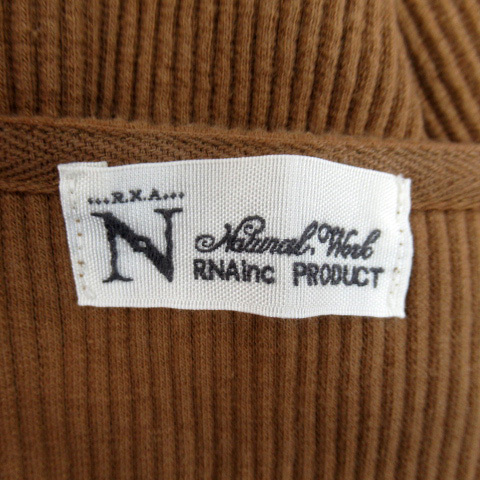 ...R.X.A...
N
Natural, Work
RNAinc PRODUCT